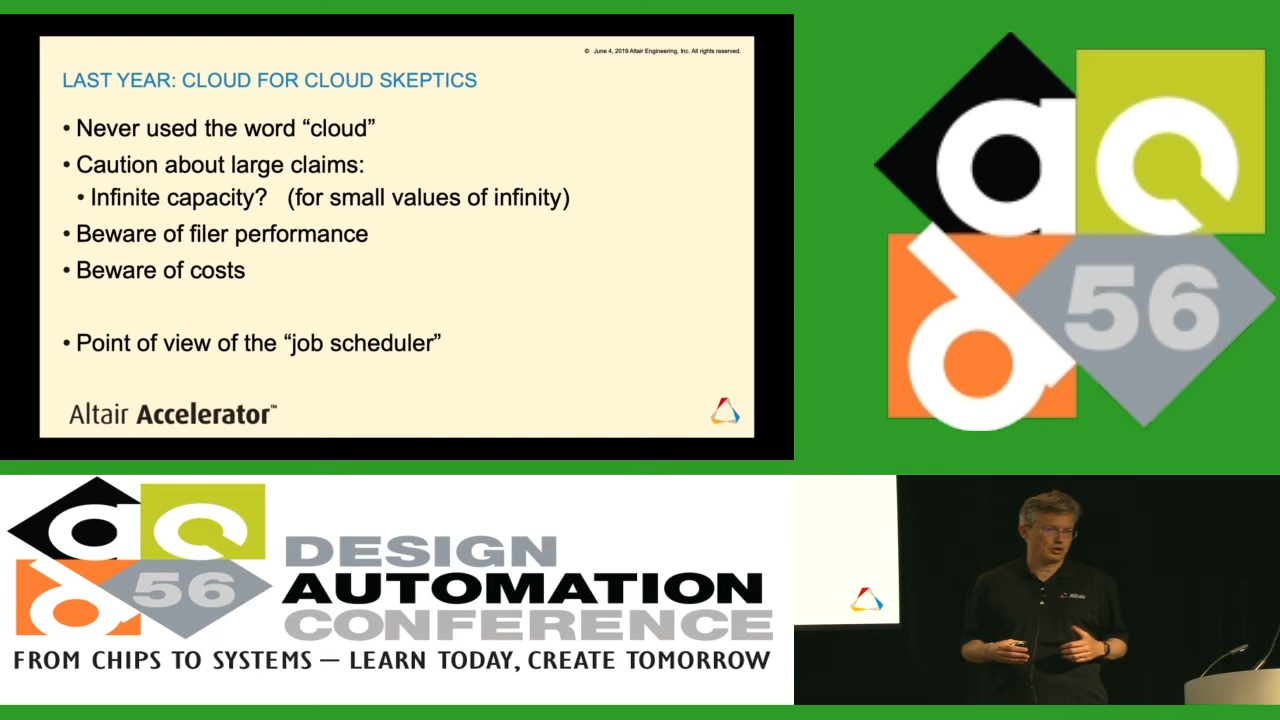 © June 4, 2019 Altair Engineering, Inc. All rights reserved.
LAST YEAR: CLOUD FOR CLOUD SKEPTICS
• Never used the word “cloud”
• Caution about large claims:
• Infinite capacity? (for small values of infinity)
• Beware of filer performance
• Beware of costs
• Point of view of the “job scheduler”
Altair Accelerator™
dac
56
dac
56
DESIGN
AUTOMATION
CONFERENCE
FROM CHIPS TO SYSTEMS — LEARN TODAY, CREATE TOMORROW
Altair